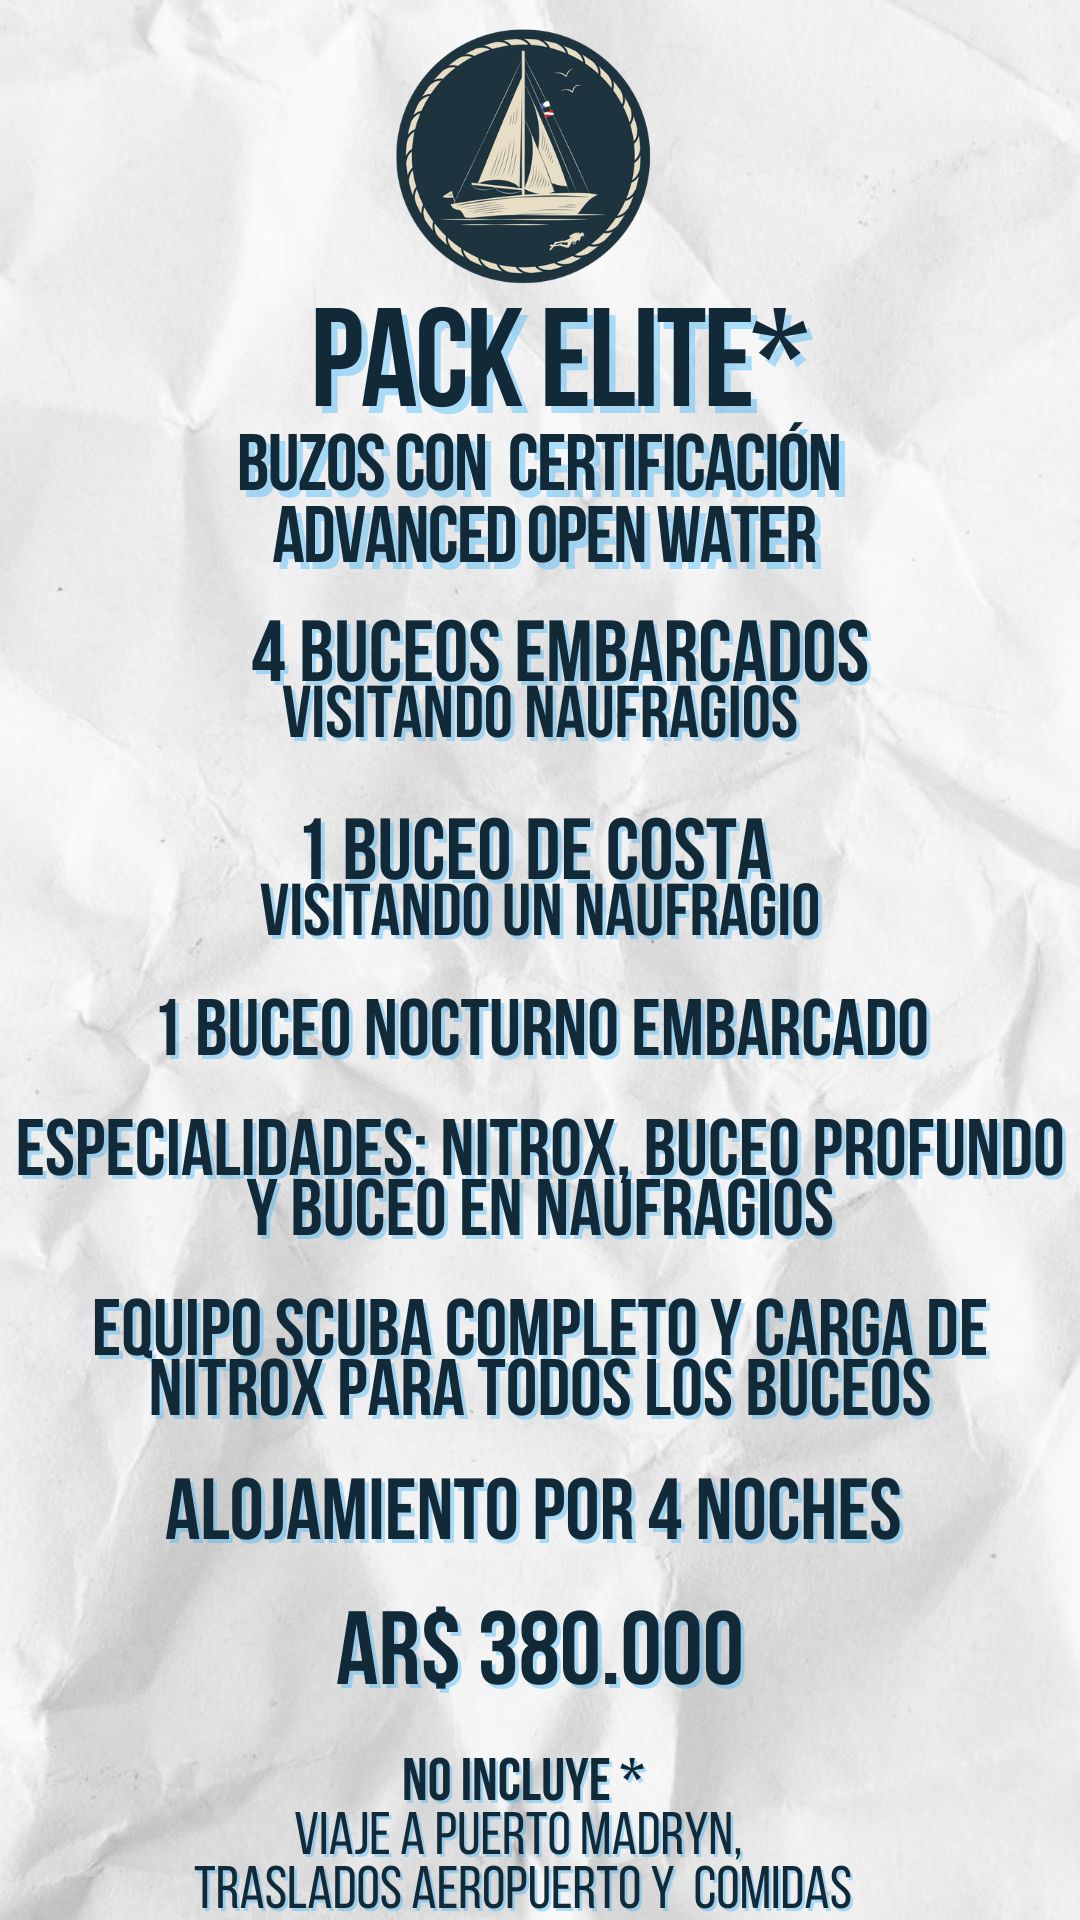 PACK ELITE*
BUZOS CON CERTIFICACIÓN
ADVANCED OPEN WATER
4 BUCEOS EMBARCADOS
VISITANDO NAUFRAGIOS
1 BUCEO DE COSTA
VISITANDO UN NAUFRAGIO
1 BUCEO NOCTURNO EMBARCADO
ESPECIALIDADES: NITROX, BUCEO PROFUNDO
Y BUCEO EN NAUFRAGIOS
EQUIPO SCUBA COMPLETO Y CARGA DE
NITROX PARA TODOS LOS BUCEOS
ALOJAMIENTO POR 4 NOCHES
AR$ 380.000
NO INCLUYE *
VIAJE A PUERTO MADRYN,
TRASLADOS AEROPUERTO Y COMIDAS